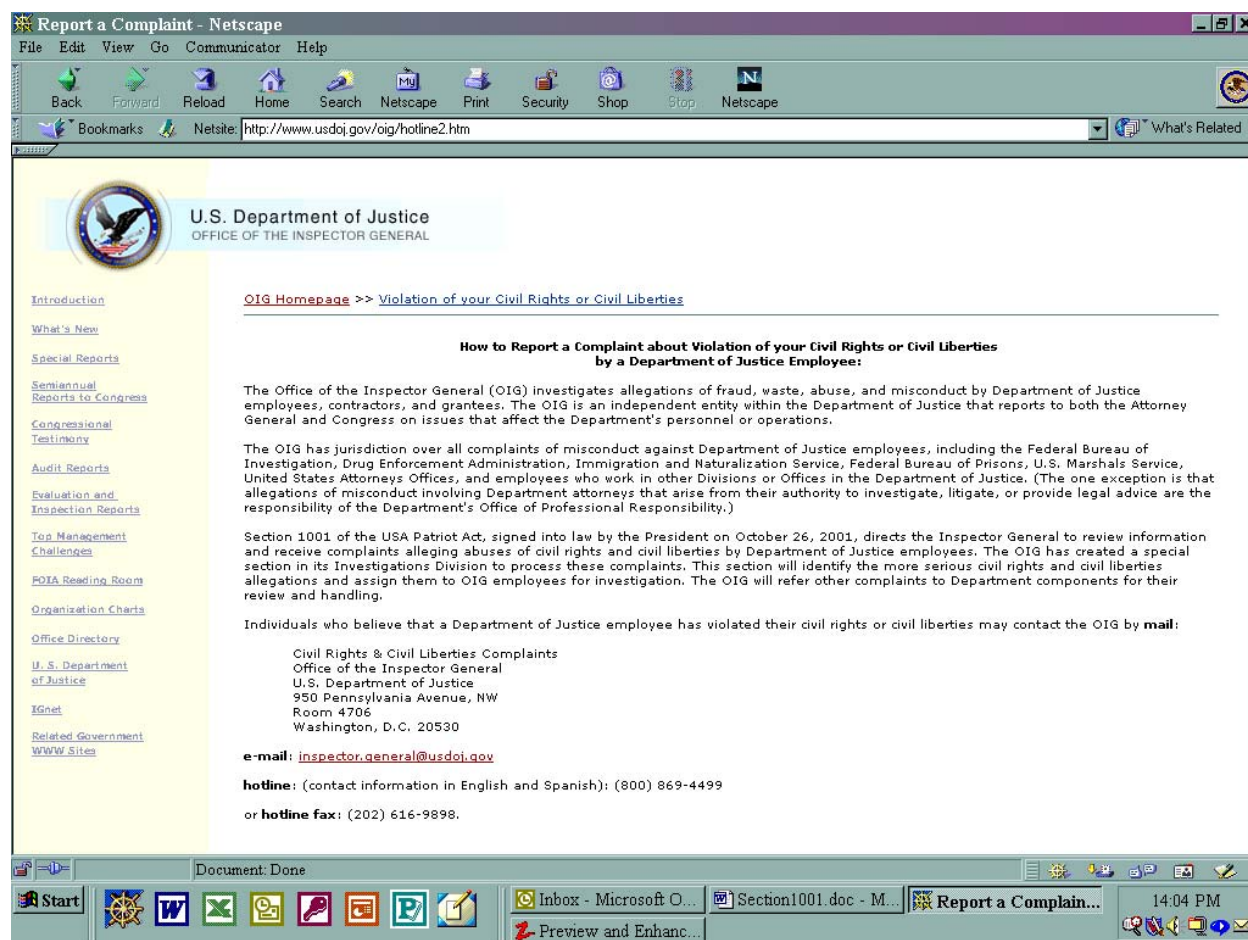 Report a Complaint - Netscape
File Edit View Go Communicator Help
Back Forward Reload Home Search Netscape Print Security Shop Stop Netscape
Bookmarks Netsite: http://www.usdoj.gov/oig/hotline2.htm What's Related
U.S. Department of Justice
OFFICE OF THE INSPECTOR GENERAL
Introduction
What's New
Special Reports
Semiannual
Reports to Congress
Congressional
Testimony
Audit Reports
Evaluation and
Inspection Reports
Top Management
Challenges
FOIA Reading Room
Organization Charts
Office Directory
U. S. Department
of Justice
IGnet
Related Government
WWW Sites
OIG Homepage >> Violation of your Civil Rights or Civil Liberties
How to Report a Complaint about Violation of your Civil Rights or Civil Liberties
by a Department of Justice Employee:
The Office of the Inspector General (OIG) investigates allegations of fraud, waste, abuse, and misconduct by Department of Justice
employees, contractors, and grantees. The OIG is an independent entity within the Department of Justice that reports to both the Attorney
General and Congress on issues that affect the Department's personnel or operations.
The OIG has jurisdiction over all complaints of misconduct against Department of Justice employees, including the Federal Bureau of
Investigation, Drug Enforcement Administration, Immigration and Naturalization Service, Federal Bureau of Prisons, U.S. Marshals Service,
United States Attorneys Offices, and employees who work in other Divisions or Offices in the Department of Justice. (The one exception is that
allegations of misconduct involving Department attorneys that arise from their authority to investigate, litigate, or provide legal advice are the
responsibility of the Department's Office of Professional Responsibility.)
Section 1001 of the USA Patriot Act, signed into law by the President on October 26, 2001, directs the Inspector General to review information
and receive complaints alleging abuses of civil rights and civil liberties by Department of Justice employees. The OIG has created a special
section in its Investigations Division to process these complaints. This section will identify the more serious civil rights and civil liberties
allegations and assign them to OIG employees for investigation. The OIG will refer other complaints to Department components for their
review and handling.
Individuals who believe that a Department of Justice employee has violated their civil rights or civil liberties may contact the OIG by mail:
Civil Rights & Civil Liberties Complaints
Office of the Inspector General
U.S. Department of Justice
950 Pennsylvania Avenue, NW
Room 4706
Washington, D.C. 20530
e-mail: inspector.general@usdoj.gov
hotline: (contact information in English and Spanish): (800) 869-4499
or hotline fax: (202) 616-9898.
Document: Done
Start Inbox - Microsoft O... Section1001.doc - M... Report a Complain... 14:04 PM
Preview and Enhanc...